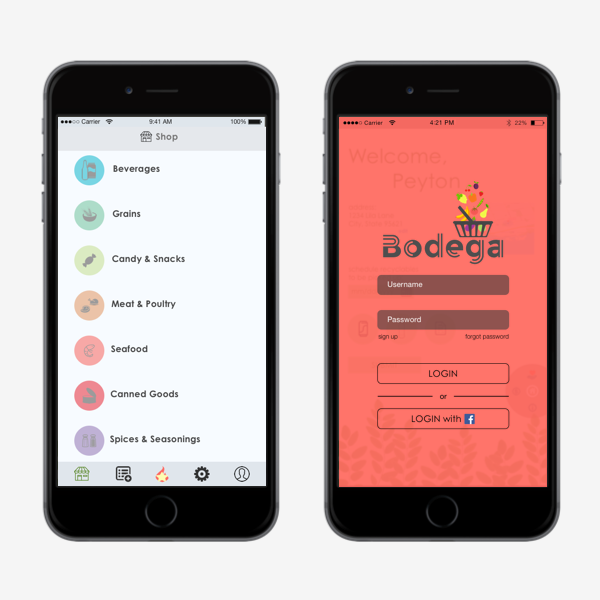 Carrier 9:41 AM 100%
Shop
Beverages
Grains
Candy & Snacks
Meat & Poultry
Seafood
Canned Goods
Spices & Seasonings
Carrier 4:21 PM 22%
Welcome,
Peyton
Bodega
Username
Password
sign up forgot password
LOGIN
or
LOGIN with f